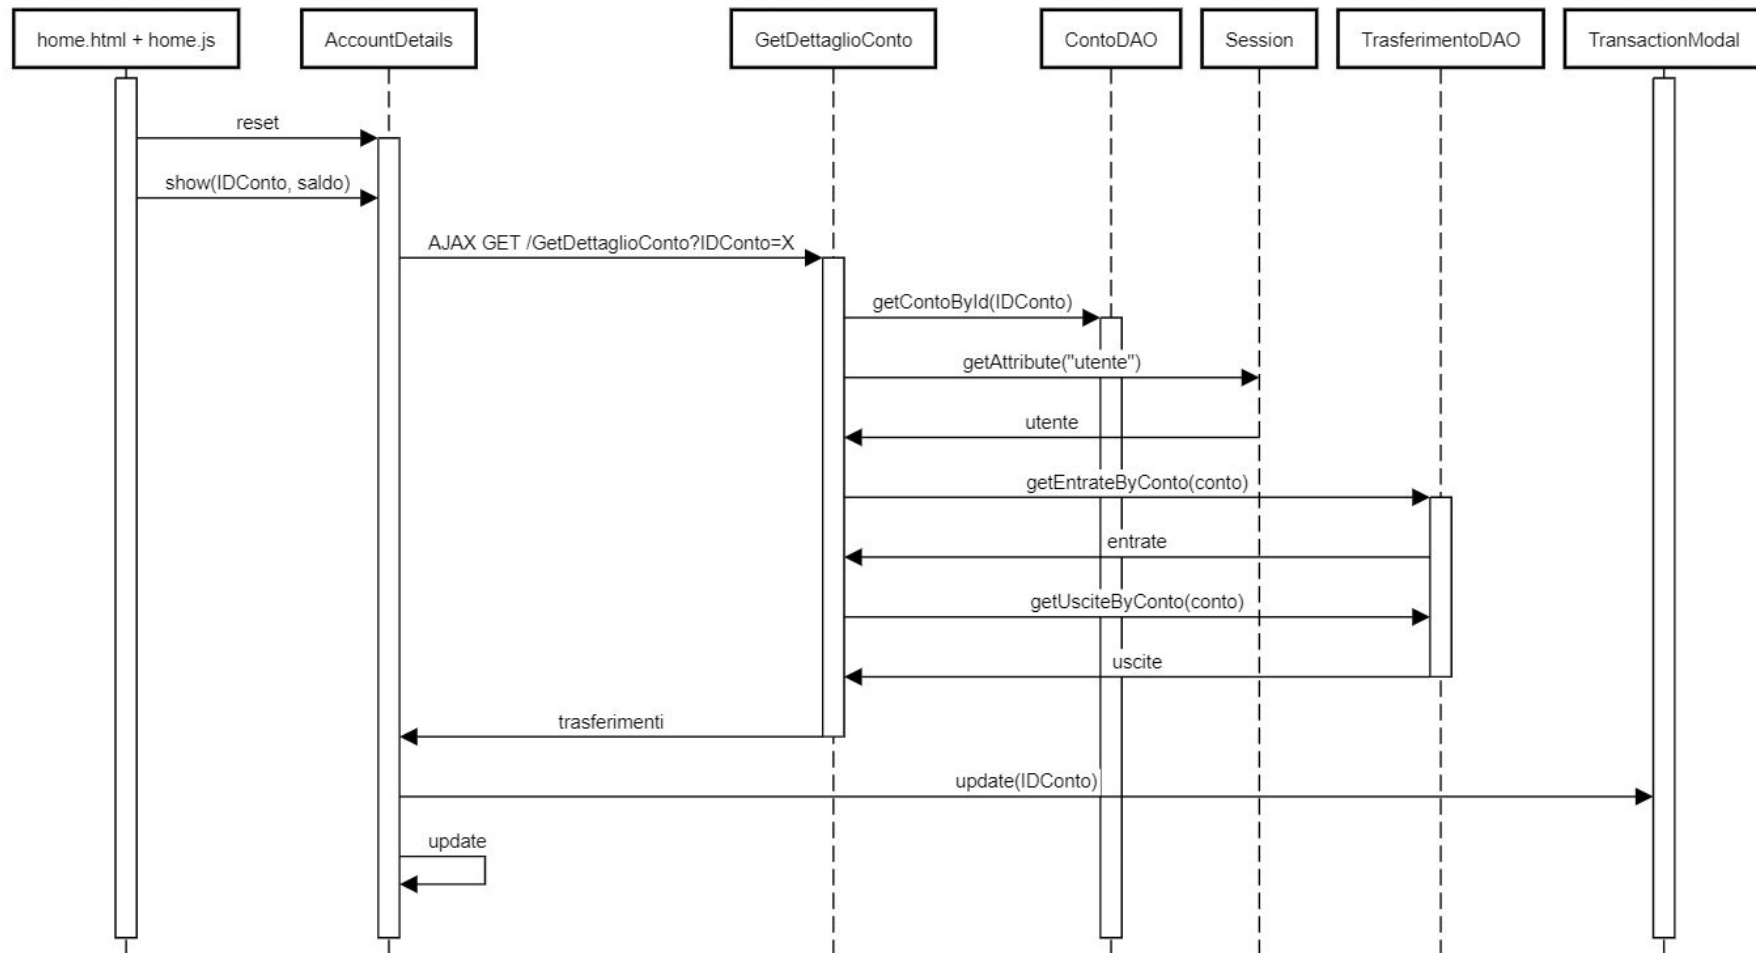 home.html + home.js
AccountDetails
GetDettaglioConto
ContoDAO
Session
TrasferimentoDAO
TransactionModal
reset
show(IDConto, saldo)
AJAX GET /GetDettaglioConto?IDConto=X
getContoById(IDConto)
getAttribute("utente")
utente
getEntrateByConto(conto)
entrate
getUsciteByConto(conto)
uscite
trasferimenti
update(IDConto)
update